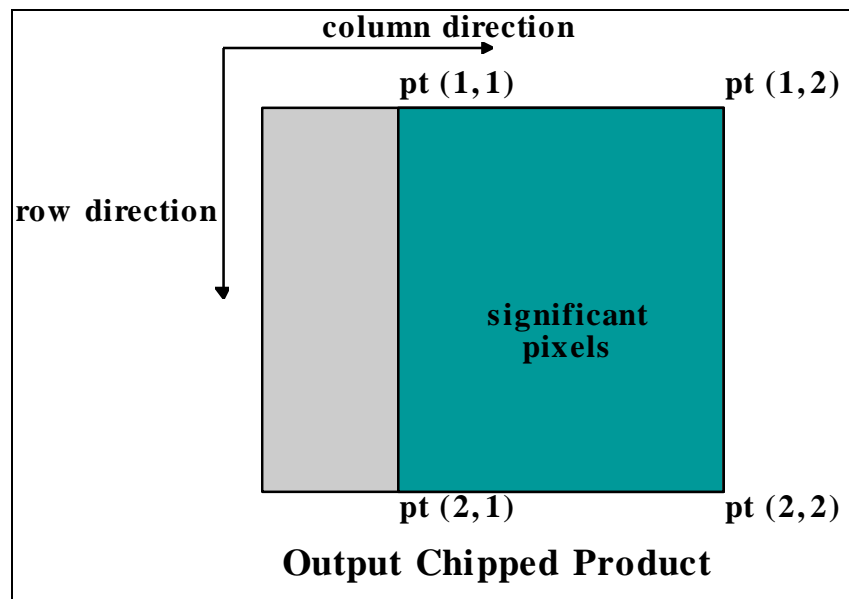 column direction
pt (1,1)
pt (1,2)
row direction
significant
pixels
pt (2,1)
pt (2,2)
Output Chipped Product